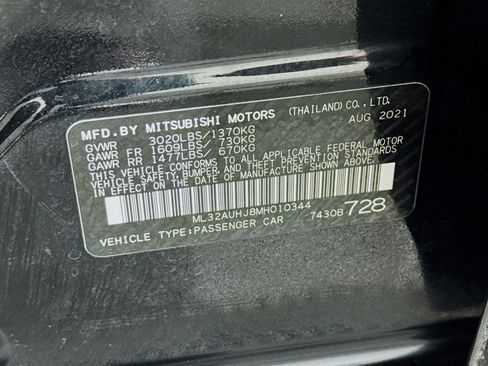 MFD.BY MITSUBISHI MOTORS (THAILAND) CO., LTD.
GVWR 3020LBS/1370KG AUG 2021
GAWR FR 1609LBS/ 730KG
GAWR RR 1477LBS/ 670KG
THIS VEHICLE CONFORMS TO ALL APPLICABLE FEDERAL MOTOR
VEHICLE SAFETY, BUMPER, AND THEFT PREVENTION STANDARDS
IN EFFECT ON THE DATE OF MANUFACTURE SHOWN ABOVE.
ML32AUHJ8MH010344
VEHICLE TYPE:PASSENGER CAR 7430B 728